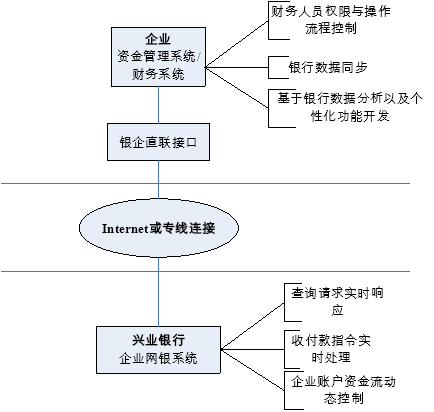 财务人员权限与操作
流程控制
企业
资金管理系统/
财务系统
银行数据同步
基于银行数据分析以及个
性化功能开发
银企直联接口
Internet或专线连接
查询请求实时响
应
兴业银行
企业网银系统
收付款指令实
时处理
企业账户资金流动
态控制